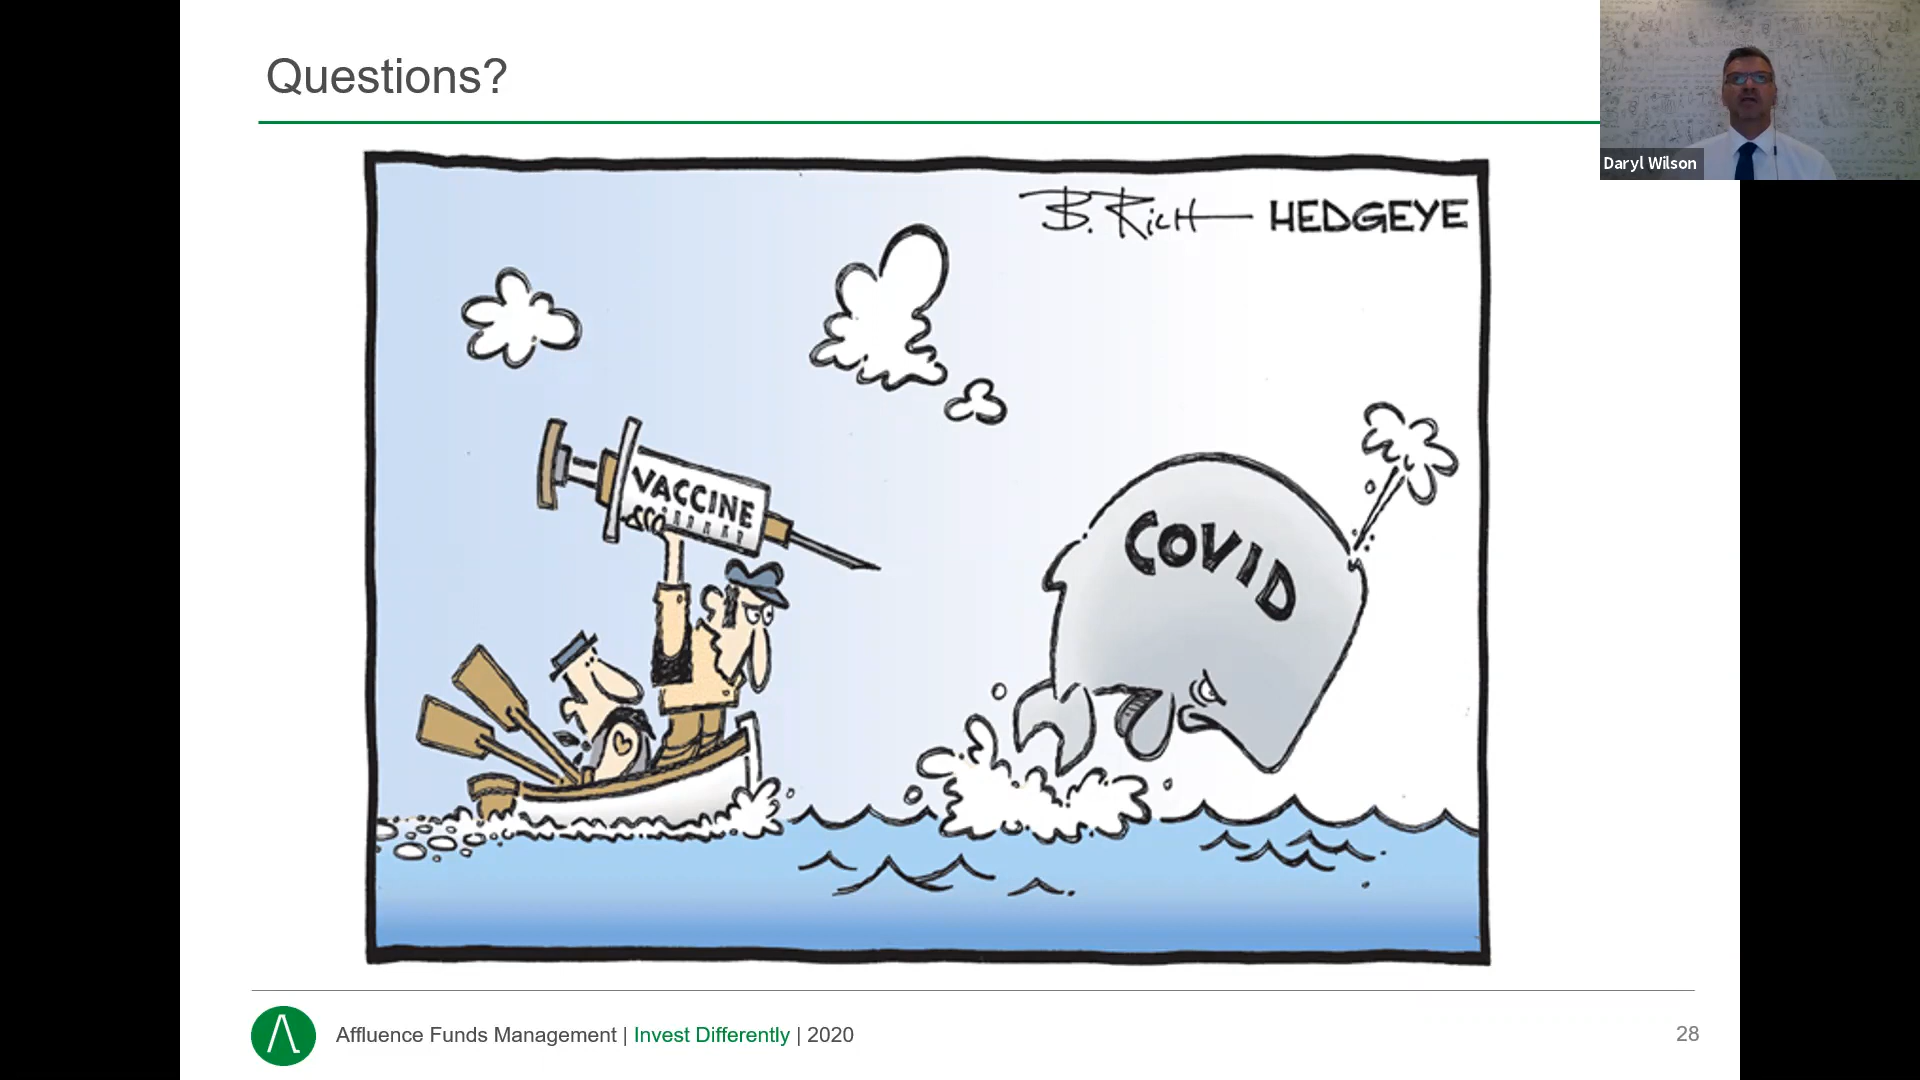 Questions?
Daryl Wilson
B. Rich HEDGEYE
VACCINE
COVID
Affluence Funds Management | Invest Differently | 2020
28